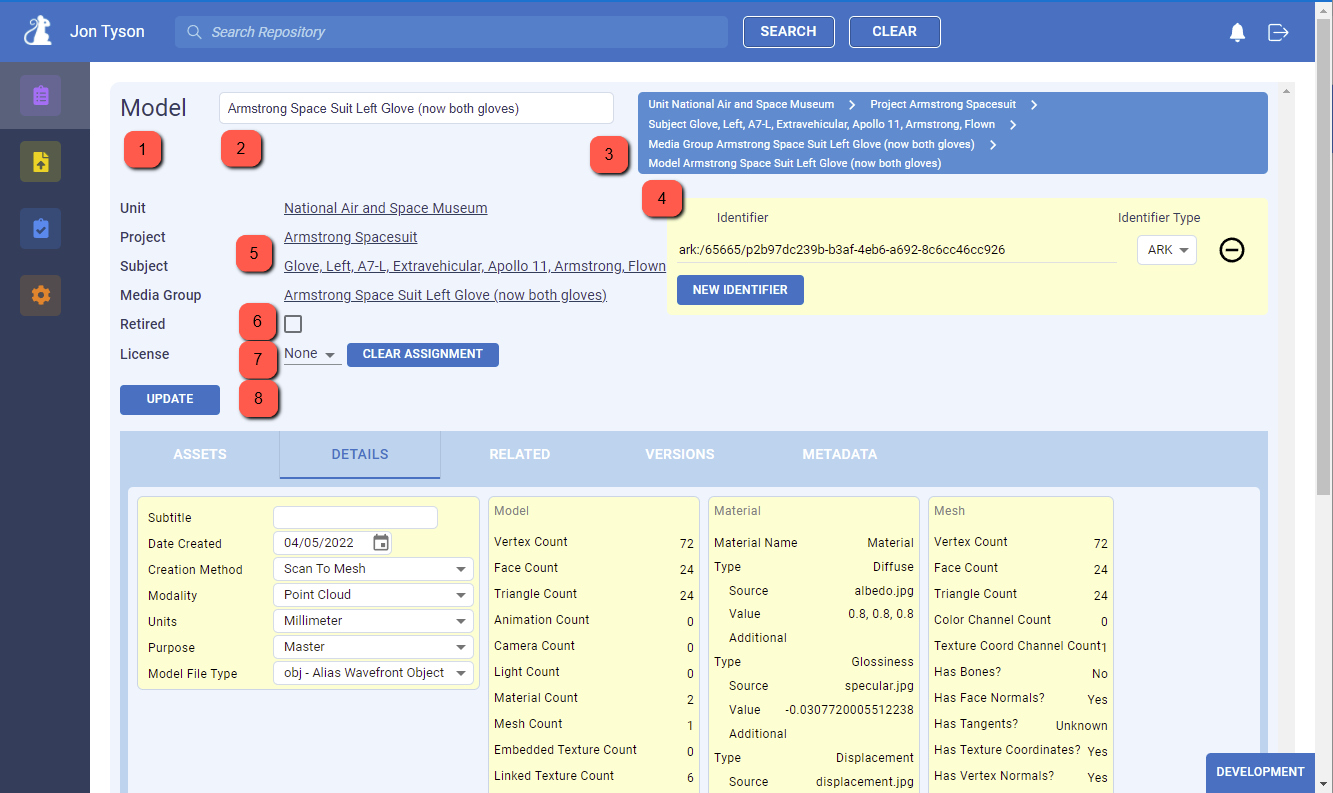 Jon Tyson
Search Repository
SEARCH
CLEAR
Model
Armstrong Space Suit Left Glove (now both gloves)
1
2
3
Unit National Air and Space Museum > Project Armstrong Spacesuit >
Subject Glove, Left, A7-L, Extravehicular, Apollo 11, Armstrong, Flown >
Media Group Armstrong Space Suit Left Glove (now both gloves) >
Model Armstrong Space Suit Left Glove (now both gloves)
4
Unit National Air and Space Museum
Project Armstrong Spacesuit
5
Subject Glove, Left, A7-L, Extravehicular, Apollo 11, Armstrong, Flown
Media Group Armstrong Space Suit Left Glove (now both gloves)
Retired
6
License
7
None
CLEAR ASSIGNMENT
UPDATE
8
Identifier Identifier Type
ark:/65665/p2b97dc239b-b3af-4eb6-a692-8c6cc46cc926 ARK
NEW IDENTIFIER
ASSETS DETAILS RELATED VERSIONS METADATA
Subtitle
Date Created 04/05/2022
Creation Method Scan To Mesh
Modality Point Cloud
Units Millimeter
Purpose Master
Model File Type obj - Alias Wavefront Object
Model
Vertex Count 72
Face Count 24
Triangle Count 24
Animation Count 0
Camera Count 0
Light Count 0
Material Count 2
Mesh Count 1
Embedded Texture Count 0
Linked Texture Count 6
Material
Material Name Material
Type Diffuse
Source albedo.jpg
Value 0.8, 0.8, 0.8
Additional
Type Glossiness
Source specular.jpg
Value -0.0307720005512238
Additional
Type Displacement
Source displacement.jpg
Mesh
Vertex Count 72
Face Count 24
Triangle Count 24
Color Channel Count 0
Texture Coord Channel Count 1
Has Bones? No
Has Face Normals? Yes
Has Tangents? Unknown
Has Texture Coordinates? Yes
Has Vertex Normals? Yes
DEVELOPMENT